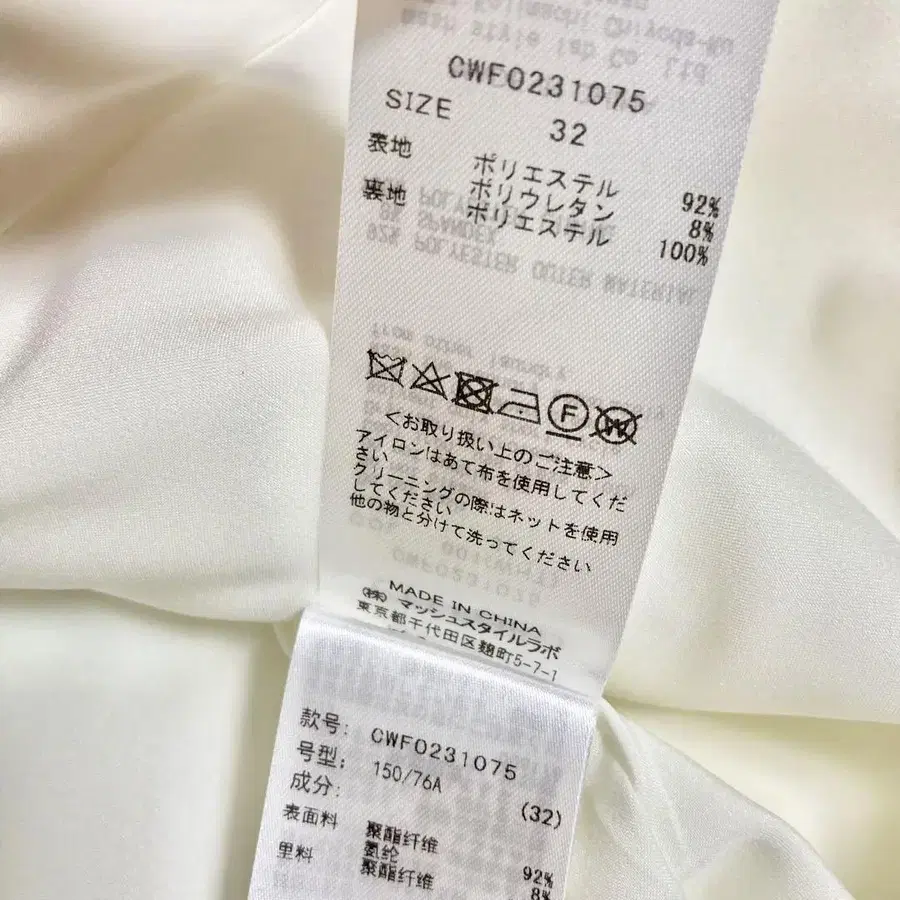 CWF0231075
SIZE 32
表地 ポリエステル 92%
ポリウレタン 8%
裏地 ポリエステル 100%
F
W
<お取り扱い上のご注意>
アイロンはあて布を使用してくだ
さい
クリーニングの際はネットを使用
してください
他の物と分けて洗ってください
MADE IN CHINA
(株) マッシュスタイルラボ
東京都千代田区麹町5-7-1
款号: CWF0231075
号型: 150/76A (32)
成分:
表面料 聚酯纤维 92%
氨纶 8%
里料 聚酯纤维